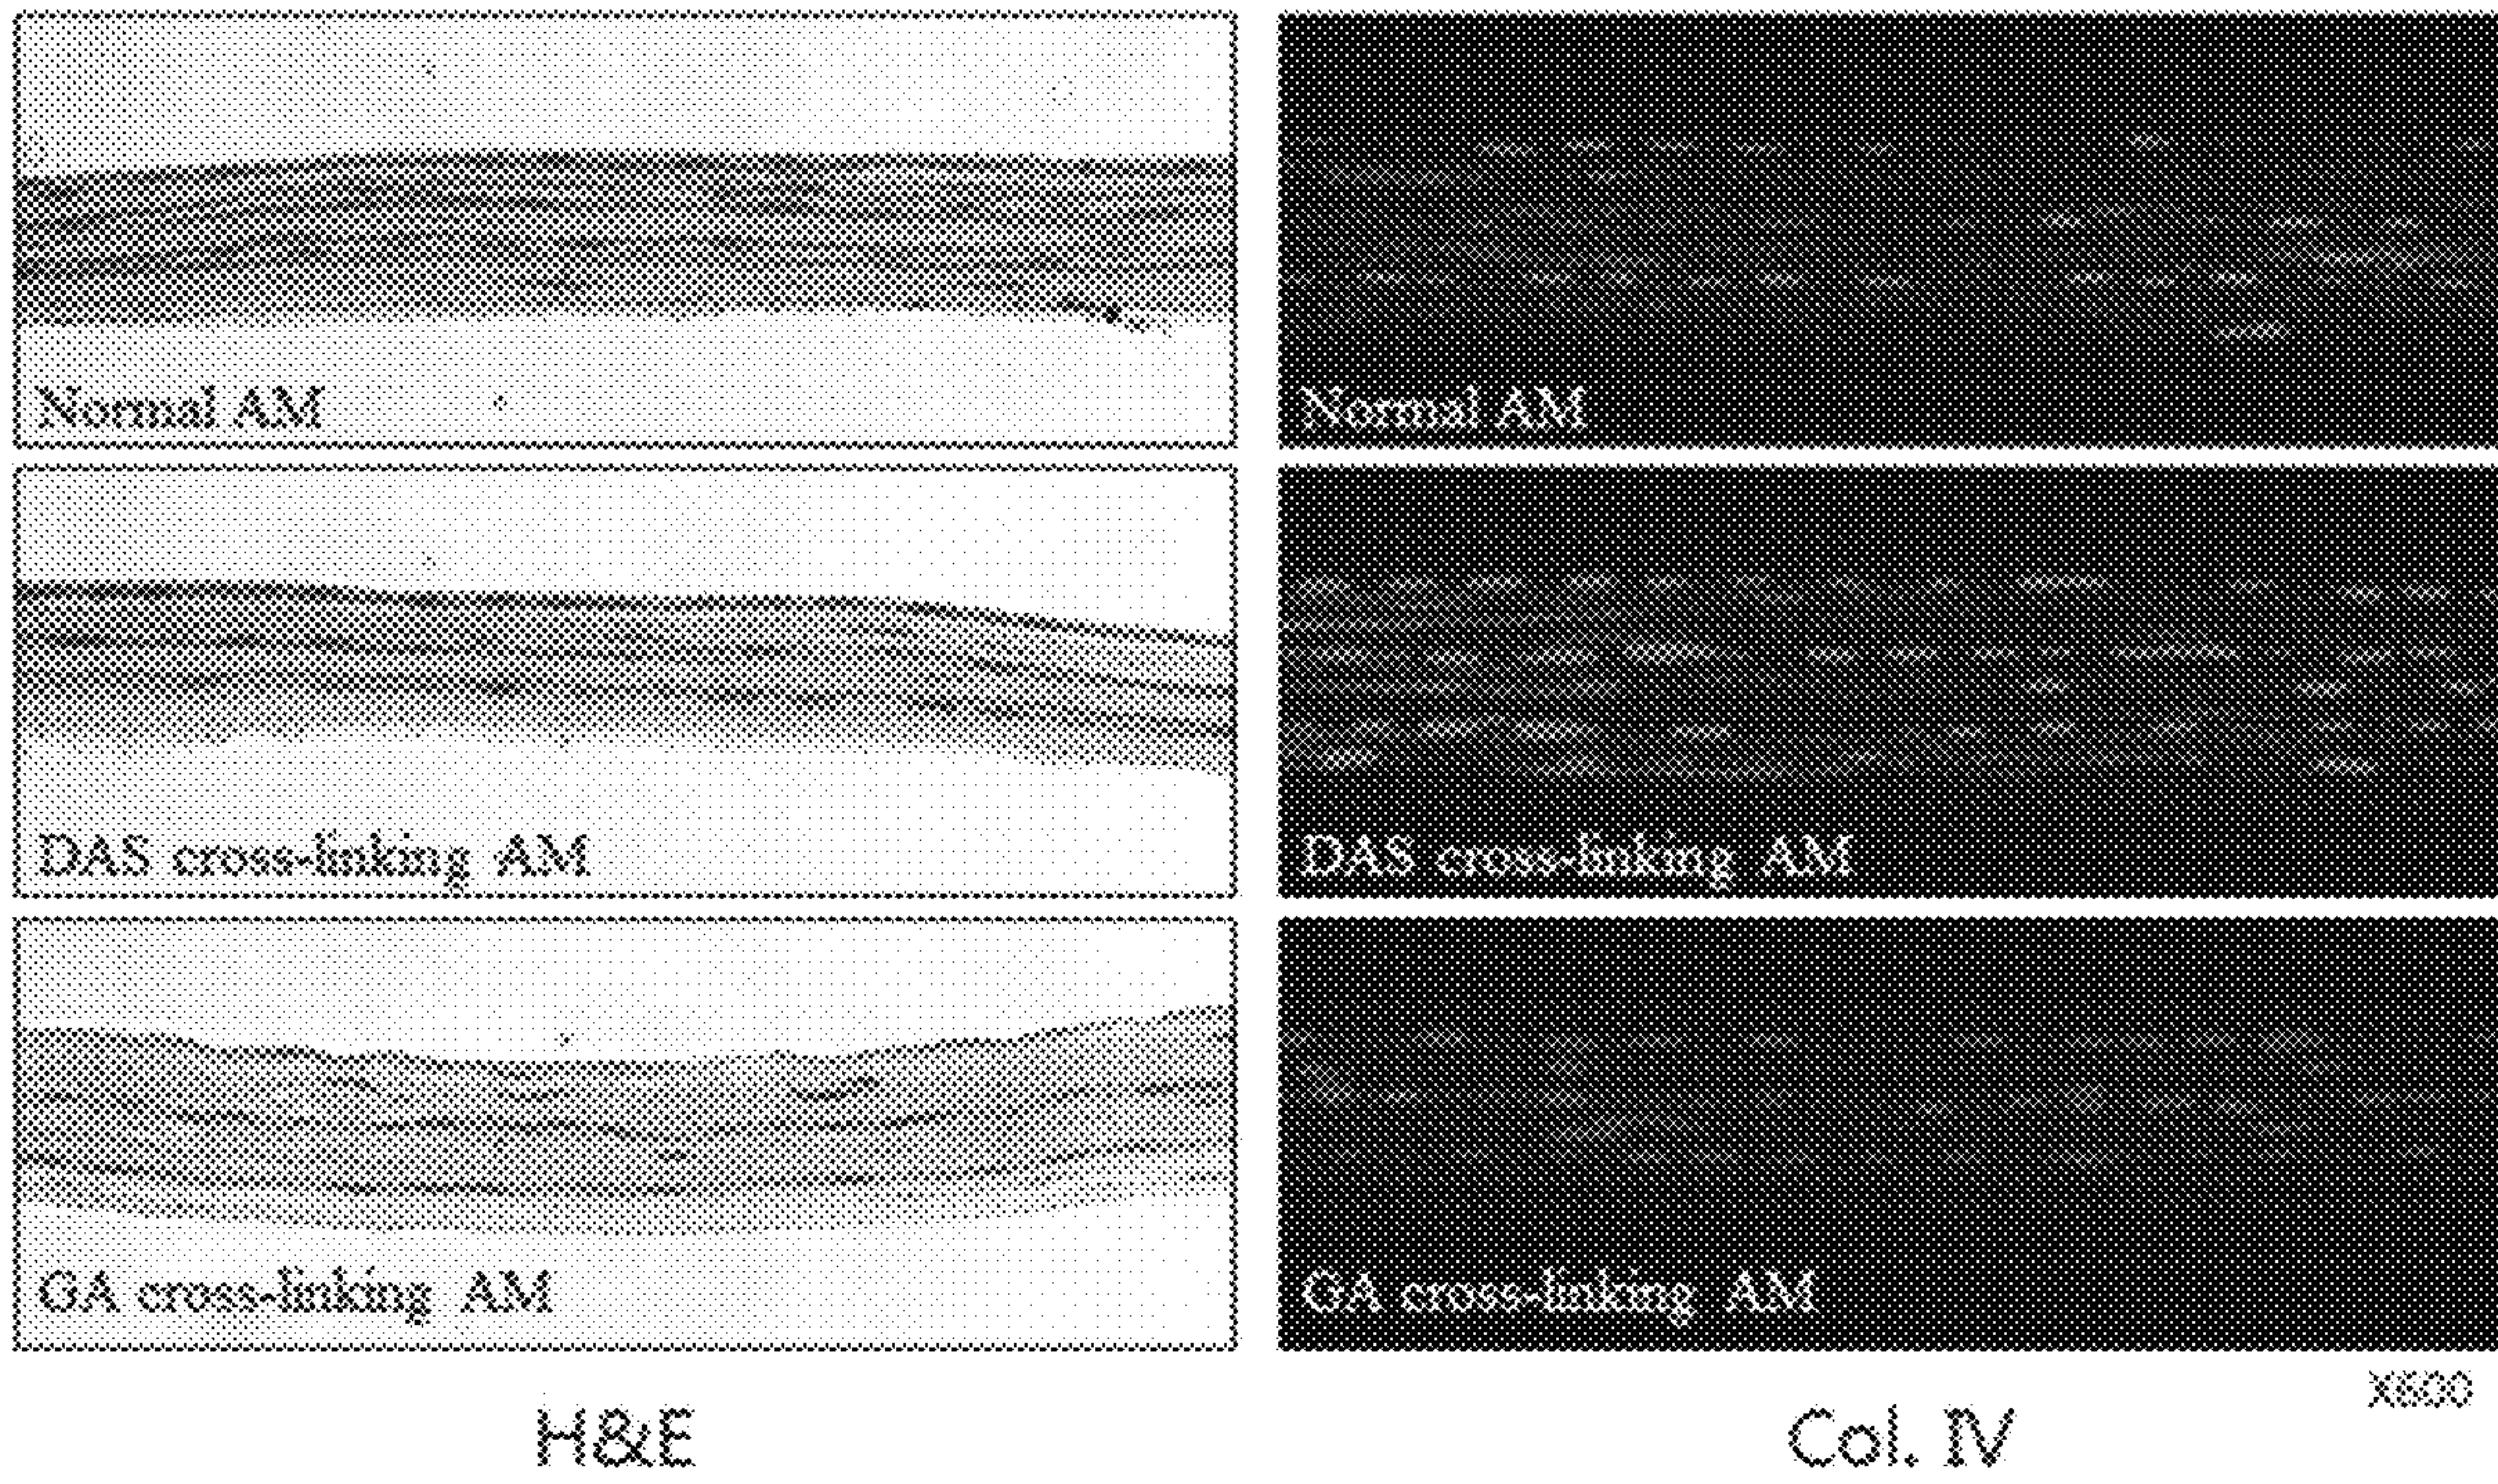 Normal AM
Normal AM
DAS cross-linking AM
DAS cross-linking AM
GA cross-linking AM
GA cross-linking AM
X600
H&E
Col. IV